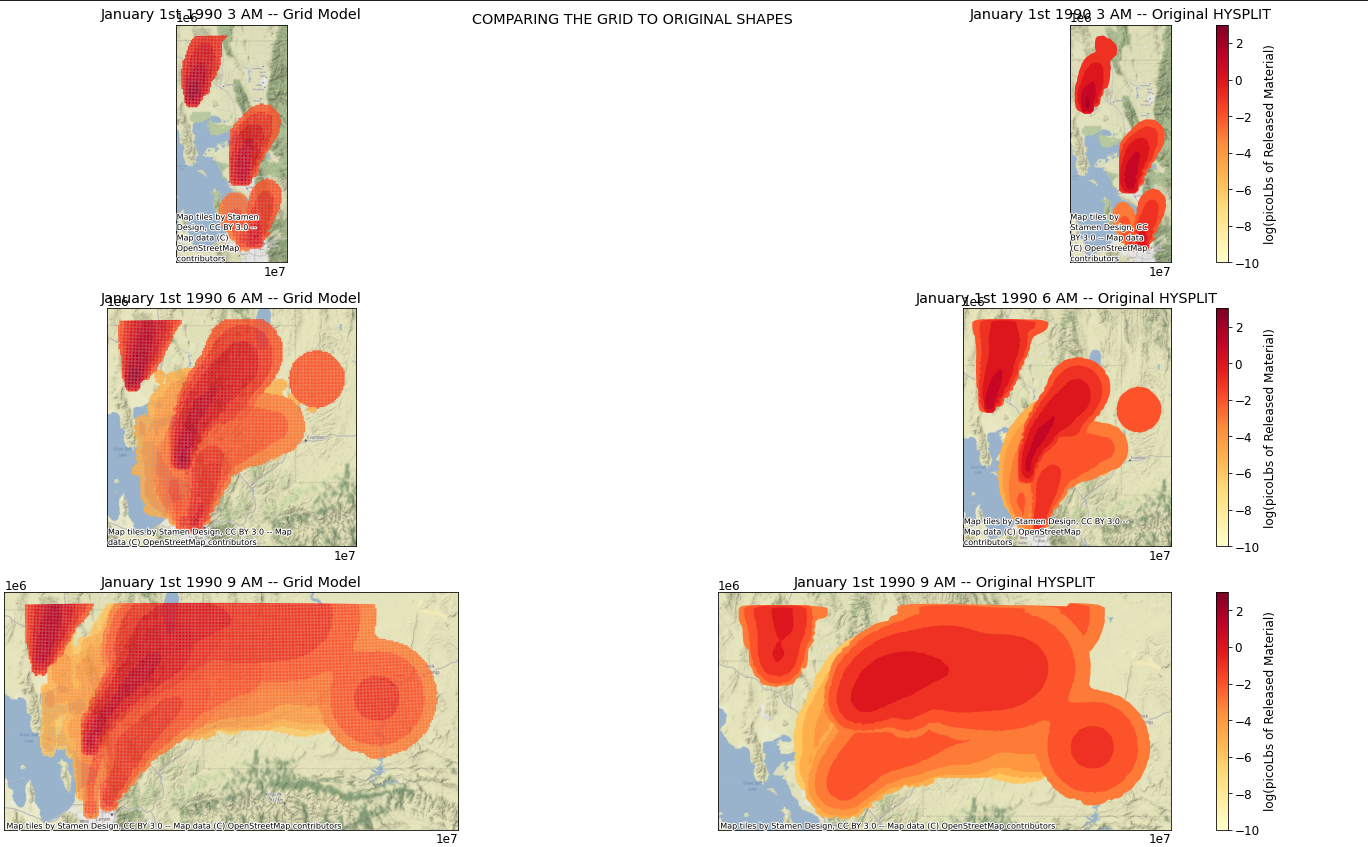 COMPARING THE GRID TO ORIGINAL SHAPES
January 1st 1990 3 AM -- Grid Model
1e6
Map tiles by Stamen
Design, CC BY 3.0 --
Map data (C)
OpenStreetMap
contributors
1e7
January 1st 1990 3 AM -- Original HYSPLIT
1e6
Map tiles by
Stamen Design, CC
BY 3.0 -- Map data
(C) OpenStreetMap
contributors
1e7
2
0
−2
−4
−6
−8
−10
log(picoLbs of Released Material)
January 1st 1990 6 AM -- Grid Model
1e6
Map tiles by Stamen Design, CC BY 3.0 -- Map
data (C) OpenStreetMap contributors
1e7
January 1st 1990 6 AM -- Original HYSPLIT
1e6
Map tiles by Stamen Design, CC BY 3.0 --
Map data (C) OpenStreetMap
contributors
1e7
2
0
−2
−4
−6
−8
−10
log(picoLbs of Released Material)
January 1st 1990 9 AM -- Grid Model
1e6
Map tiles by Stamen Design, CC BY 3.0 -- Map data (C) OpenStreetMap contributors
1e7
January 1st 1990 9 AM -- Original HYSPLIT
1e6
Map tiles by Stamen Design, CC BY 3.0 -- Map data (C) OpenStreetMap contributors
1e7
2
0
−2
−4
−6
−8
−10
log(picoLbs of Released Material)